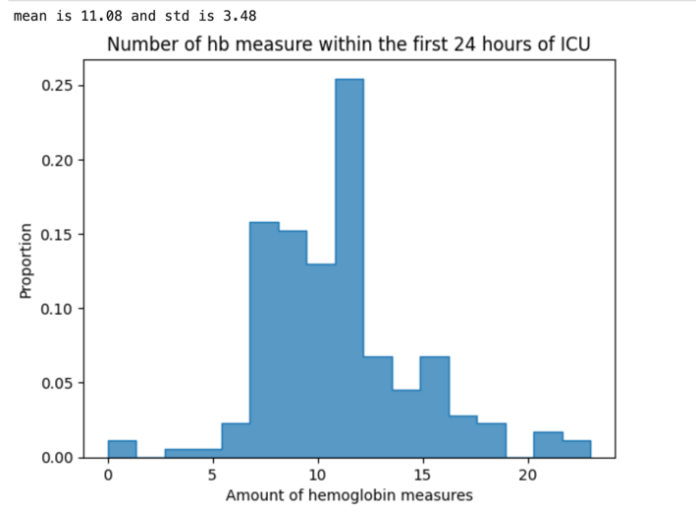 mean is 11.08 and std is 3.48
Number of hb measure within the first 24 hours of ICU
0.25
0.20
0.15
0.10
0.05
0.00
Proportion
0 5 10 15 20
Amount of hemoglobin measures